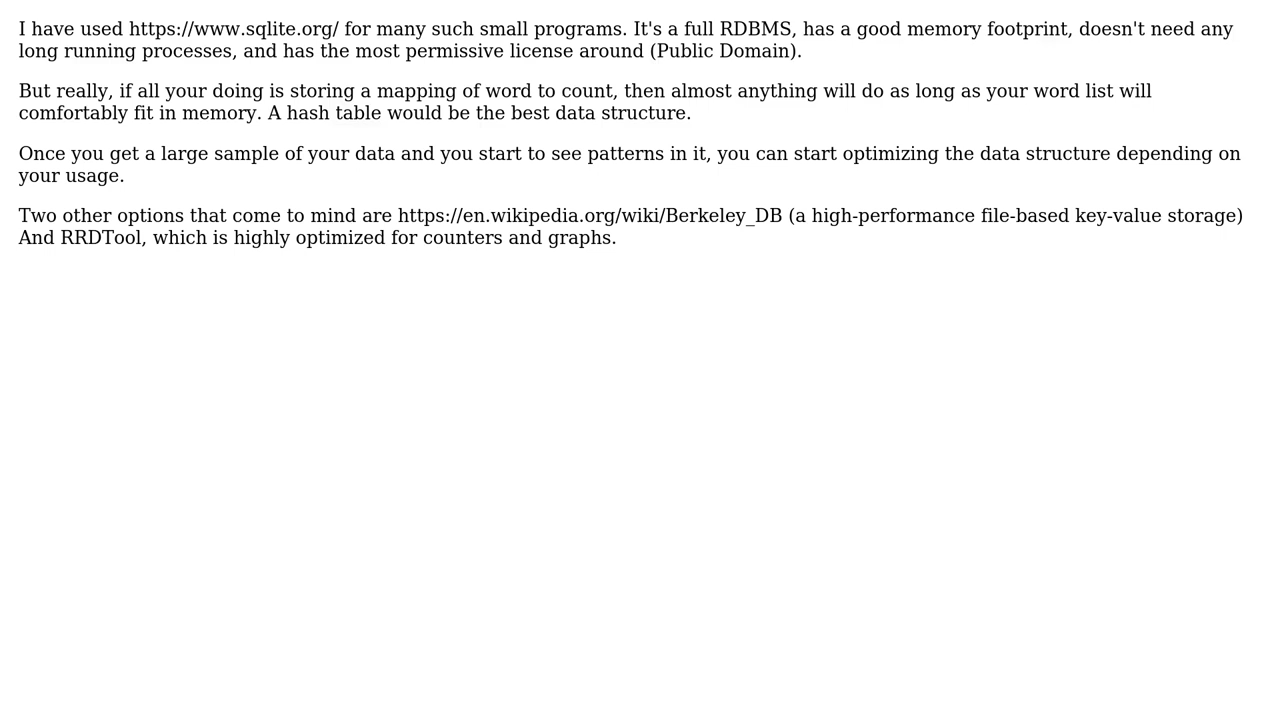 I have used https://www.sqlite.org/ for many such small programs. It's a full RDBMS, has a good memory footprint, doesn't need any
long running processes, and has the most permissive license around (Public Domain).
But really, if all your doing is storing a mapping of word to count, then almost anything will do as long as your word list will
comfortably fit in memory. A hash table would be the best data structure.
Once you get a large sample of your data and you start to see patterns in it, you can start optimizing the data structure depending on
your usage.
Two other options that come to mind are https://en.wikipedia.org/wiki/Berkeley_DB (a high-performance file-based key-value storage)
And RRDTool, which is highly optimized for counters and graphs.